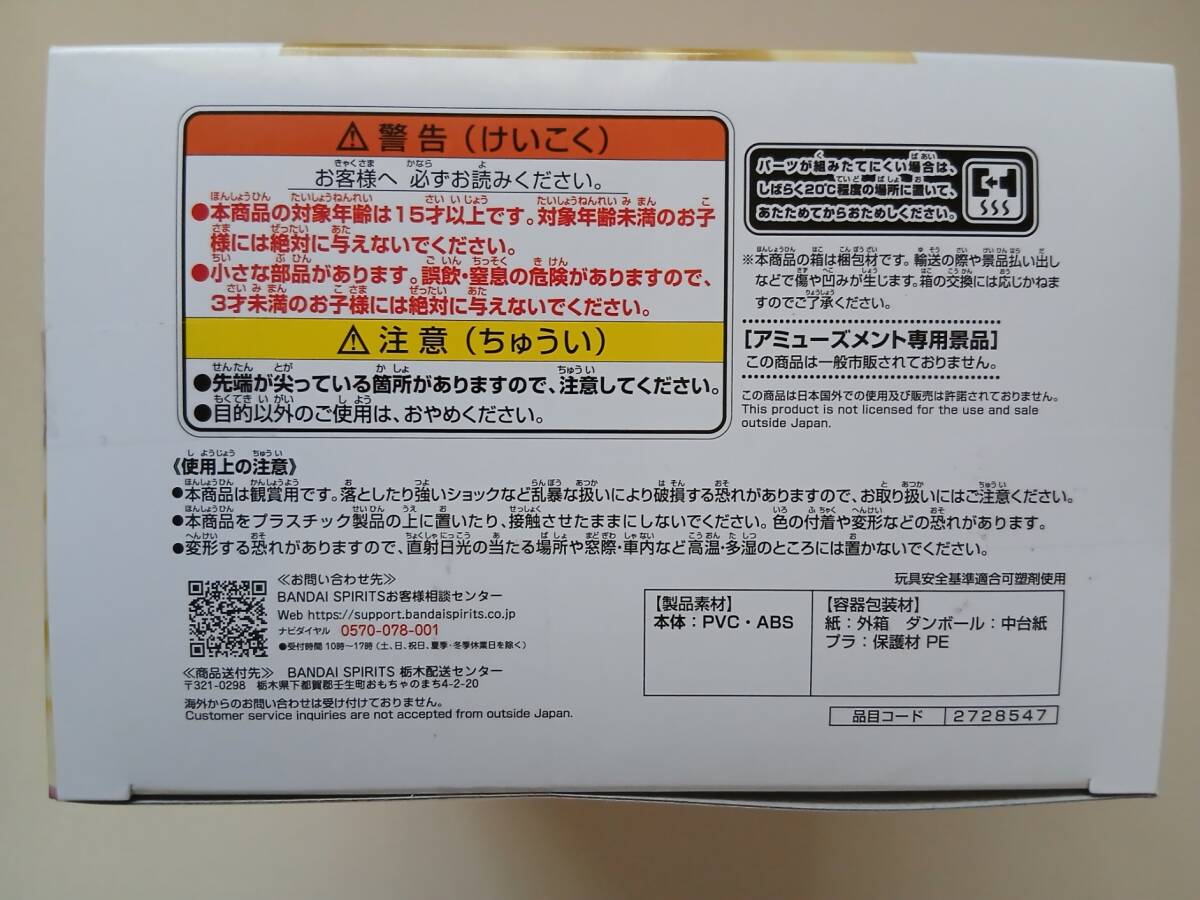 ⚠警告（けいこく）
お客様へ 必ずお読みください。
●本商品の対象年齢は15才以上です。対象年齢未満のお子
様には絶対に与えないでください。
●小さな部品があります。誤飲・窒息の危険がありますので、
3才未満のお子様には絶対に与えないでください。
⚠注意（ちゅうい）
●先端が尖っている箇所がありますので、注意してください。
●目的以外のご使用は、おやめください。
パーツが組みたてにくい場合は、
しばらく20℃程度の場所に置いて、
あたためてからおためしください。
※本商品の箱は梱包材です。輸送の際や景品払い出し
などで傷や凹みが生じます。箱の交換には応じかねま
すのでご了承ください。
［アミューズメント専用景品］
この商品は一般市販されておりません。
この商品は日本国外での使用及び販売は許諾されておりません。
This product is not licensed for the use and sale
outside Japan.
《使用上の注意》
●本商品は観賞用です。落としたり強いショックなど乱暴な扱いにより破損する恐れがありますので、お取り扱いにはご注意ください。
●本商品をプラスチック製品の上に置いたり、接触させたままにしないでください。色の付着や変形などの恐れがあります。
●変形する恐れがありますので、直射日光の当たる場所や窓際・車内など高温・多湿のところには置かないでください。
≪お問い合わせ先≫
BANDAI SPIRITSお客様相談センター
Web https://support.bandaispirits.co.jp
ナビダイヤル 0570-078-001
●受付時間 10時〜17時（土、日、祝日、夏季・冬季休業日を除く）
≪商品送付先≫ BANDAI SPIRITS 栃木配送センター
〒321-0298 栃木県下都賀郡壬生町おもちゃのまち4-2-20
海外からのお問い合わせは受け付けておりません。
Customer service inquiries are not accepted from outside Japan.
玩具安全基準適合可塑剤使用
【製品素材】
本体：PVC・ABS
【容器包装材】
紙：外箱 ダンボール：中台紙
プラ：保護材 PE
品目コード 2728547